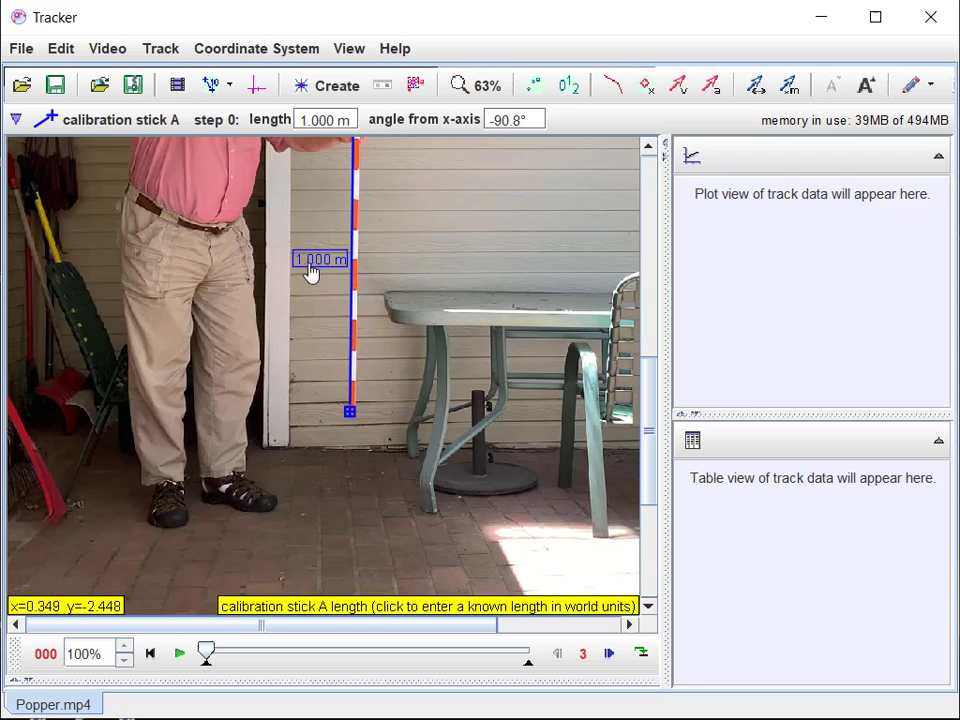 Tracker
File Edit Video Track Coordinate System View Help
Create 63%
calibration stick A step 0: length 1.000 m angle from x-axis -90.8° memory in use: 39MB of 494MB
Plot view of track data will appear here.
1.000 m
Table view of track data will appear here.
x=0.349 y=-2.448 calibration stick A length (click to enter a known length in world units)
000 100% 3
Popper.mp4